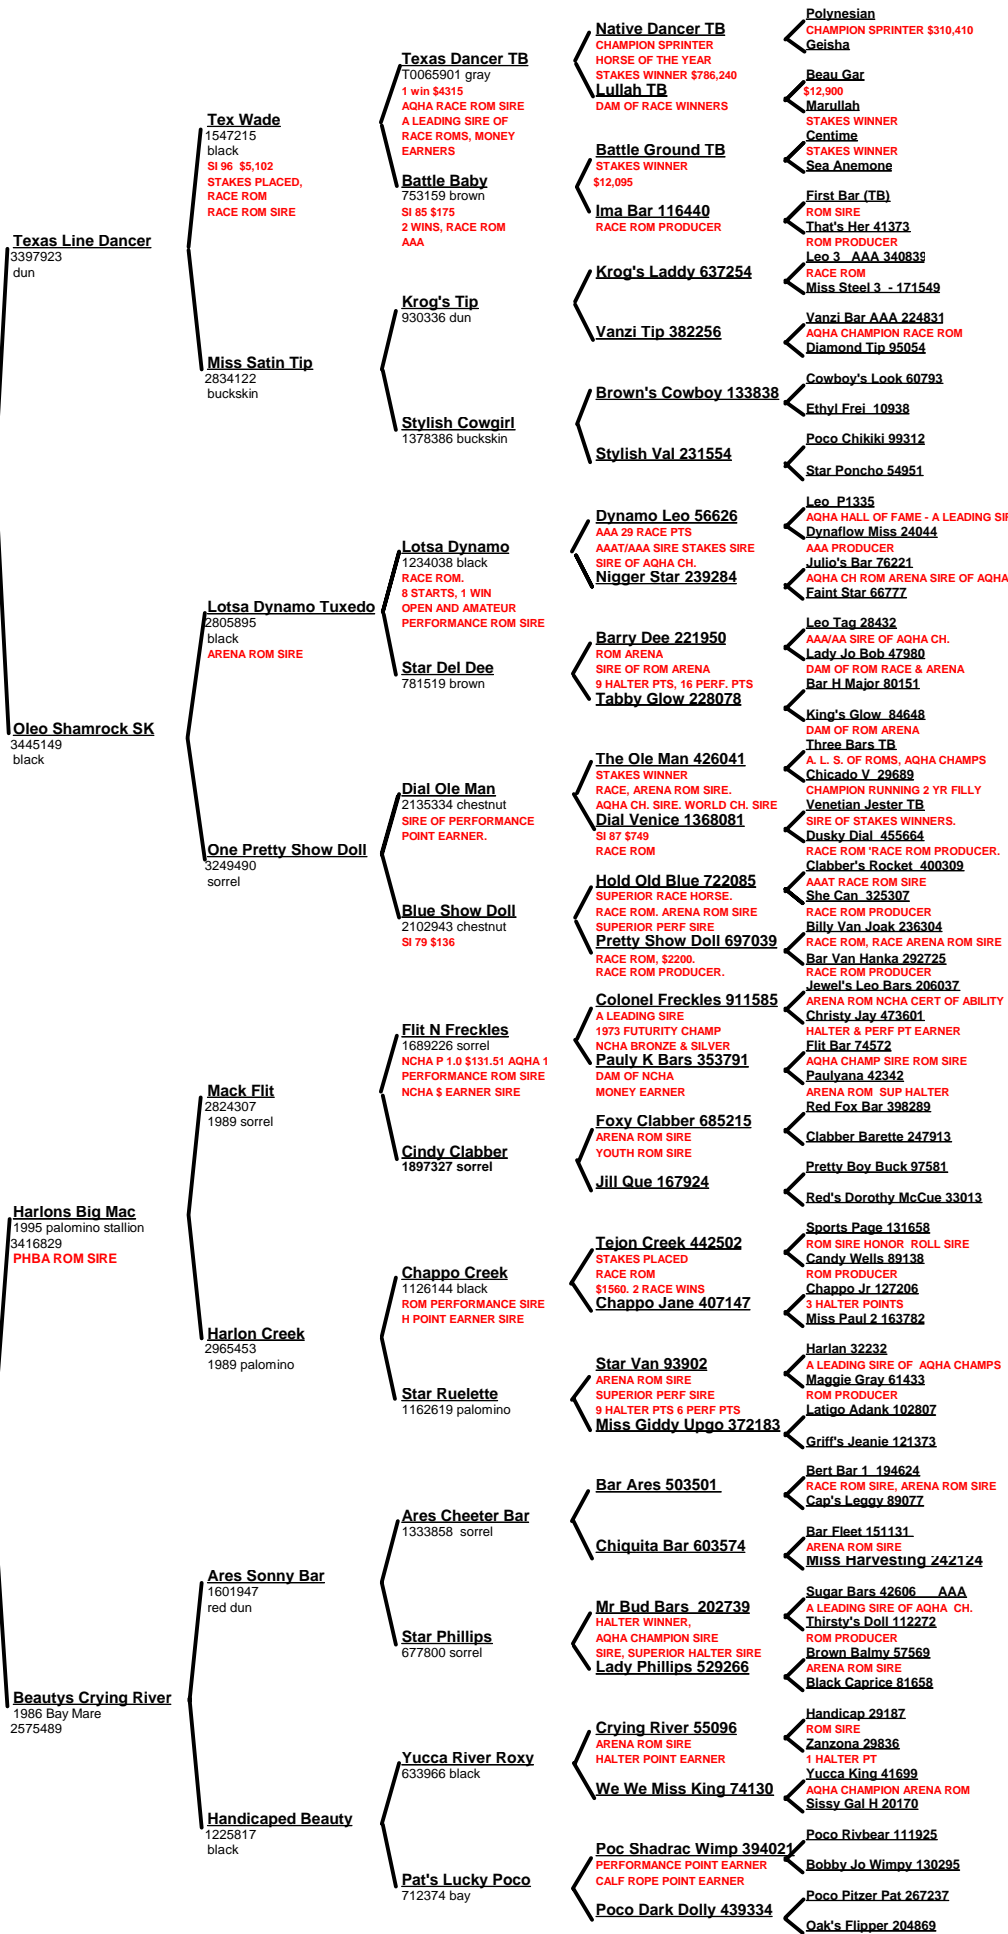 Texas Line Dancer
3397923
dun
Oleo Shamrock SK
3445149
black
Harlons Big Mac
1995 palomino stallion
3416829
PHBA ROM SIRE
Beautys Crying River
1986 Bay Mare
2575489
Tex Wade
1547215
black
SI 96 $5,102
STAKES PLACED,
RACE ROM
RACE ROM SIRE
Miss Satin Tip
2834122
buckskin
Lotsa Dynamo Tuxedo
2805895
black
ARENA ROM SIRE
One Pretty Show Doll
3249490
sorrel
Mack Flit
2824307
1989 sorrel
Harlon Creek
2965453
1989 palomino
Ares Sonny Bar
1601947
red dun
Handicaped Beauty
1225817
black
Texas Dancer TB
T0065901 gray
1 win $4315
AQHA RACE ROM SIRE
A LEADING SIRE OF
RACE ROMS, MONEY
EARNERS
Battle Baby
753159 brown
SI 85 $175
2 WINS, RACE ROM
AAA
Krog's Tip
930336 dun
Stylish Cowgirl
1378386 buckskin
Lotsa Dynamo
1234038 black
RACE ROM.
8 STARTS, 1 WIN
OPEN AND AMATEUR
PERFORMANCE ROM SIRE
Star Del Dee
781519 brown
Dial Ole Man
2135334 chestnut
SIRE OF PERFORMANCE
POINT EARNER.
Blue Show Doll
2102943 chestnut
SI 79 $136
Flit N Freckles
1689226 sorrel
NCHA P 1.0 $131.51 AQHA 1
PERFORMANCE ROM SIRE
NCHA $ EARNER SIRE
Cindy Clabber
1897327 sorrel
Chappo Creek
1126144 black
ROM PERFORMANCE SIRE
H POINT EARNER SIRE
Star Ruelette
1162619 palomino
Ares Cheeter Bar
1333858 sorrel
Star Phillips
677800 sorrel
Yucca River Roxy
633966 black
Pat's Lucky Poco
712374 bay
Native Dancer TB
CHAMPION SPRINTER
HORSE OF THE YEAR
STAKES WINNER $786,240
Lullah TB
DAM OF RACE WINNERS
Battle Ground TB
STAKES WINNER
$12,095
Ima Bar 116440
RACE ROM PRODUCER
Krog's Laddy 637254
Vanzi Tip 382256
Brown's Cowboy 133838
Stylish Val 231554
Dynamo Leo 56626
AAA 29 RACE PTS
AAAT/AAA SIRE STAKES SIRE
SIRE OF AQHA CH.
Nigger Star 239284
Barry Dee 221950
ROM ARENA
SIRE OF ROM ARENA
9 HALTER PTS, 16 PERF. PTS
Tabby Glow 228078
The Ole Man 426041
STAKES WINNER
RACE, ARENA ROM SIRE.
AQHA CH. SIRE. WORLD CH. SIRE
Dial Venice 1368081
SI 87 $749
RACE ROM
Hold Old Blue 722085
SUPERIOR RACE HORSE.
RACE ROM. ARENA ROM SIRE
SUPERIOR PERF SIRE
Pretty Show Doll 697039
RACE ROM, $2200.
RACE ROM PRODUCER.
Colonel Freckles 911585
A LEADING SIRE
1973 FUTURITY CHAMP
NCHA BRONZE & SILVER
Pauly K Bars 353791
DAM OF NCHA
MONEY EARNER
Foxy Clabber 685215
ARENA ROM SIRE
YOUTH ROM SIRE
Jill Que 167924
Tejon Creek 442502
STAKES PLACED
RACE ROM
$1560. 2 RACE WINS
Chappo Jane 407147
Star Van 93902
ARENA ROM SIRE
SUPERIOR PERF SIRE
9 HALTER PTS 6 PERF PTS
Miss Giddy Upgo 372183
Bar Ares 503501
Chiquita Bar 603574
Mr Bud Bars 202739
HALTER WINNER,
AQHA CHAMPION SIRE
SIRE, SUPERIOR HALTER SIRE
Lady Phillips 529266
Crying River 55096
ARENA ROM SIRE
HALTER POINT EARNER
We We Miss King 74130
Poc Shadrac Wimp 394021
PERFORMANCE POINT EARNER
CALF ROPE POINT EARNER
Poco Dark Dolly 439334
Polynesian
CHAMPION SPRINTER $310,410
Geisha
Beau Gar
$12,900
Marullah
STAKES WINNER
Centime
STAKES WINNER
Sea Anemone
First Bar (TB)
ROM SIRE
That's Her 41373
ROM PRODUCER
Leo 3 AAA 340839
RACE ROM
Miss Steel 3 - 171549
Vanzi Bar AAA 224831
AQHA CHAMPION RACE ROM
Diamond Tip 95054
Cowboy's Look 60793
Ethyl Frei 10938
Poco Chikiki 99312
Star Poncho 54951
Leo P1335
AQHA HALL OF FAME - A LEADING SIR
Dynaflow Miss 24044
AAA PRODUCER
Julio's Bar 76221
AQHA CH ROM ARENA SIRE OF AQHA
Faint Star 66777
Leo Tag 28432
AAA/AA SIRE OF AQHA CH.
Lady Jo Bob 47980
DAM OF ROM RACE & ARENA
Bar H Major 80151
King's Glow 84648
DAM OF ROM ARENA
Three Bars TB
A. L. S. OF ROMS, AQHA CHAMPS
Chicado V 29689
CHAMPION RUNNING 2 YR FILLY
Venetian Jester TB
SIRE OF STAKES WINNERS.
Dusky Dial 455664
RACE ROM 'RACE ROM PRODUCER.
Clabber's Rocket 400309
AAAT RACE ROM SIRE
She Can 325307
RACE ROM PRODUCER
Billy Van Joak 236304
RACE ROM, RACE ARENA ROM SIRE
Bar Van Hanka 292725
RACE ROM PRODUCER
Jewel's Leo Bars 206037
ARENA ROM NCHA CERT OF ABILITY
Christy Jay 473601
HALTER & PERF PT EARNER
Flit Bar 74572
AQHA CHAMP SIRE ROM SIRE
Paulyana 42342
ARENA ROM SUP HALTER
Red Fox Bar 398289
Clabber Barette 247913
Pretty Boy Buck 97581
Red's Dorothy McCue 33013
Sports Page 131658
ROM SIRE HONOR ROLL SIRE
Candy Wells 89138
ROM PRODUCER
Chappo Jr 127206
3 HALTER POINTS
Miss Paul 2 163782
Harlan 32232
A LEADING SIRE OF AQHA CHAMPS
Maggie Gray 61433
ROM PRODUCER
Latigo Adank 102807
Griff's Jeanie 121373
Bert Bar 1 194624
RACE ROM SIRE, ARENA ROM SIRE
Cap's Leggy 89077
Bar Fleet 151131
ARENA ROM SIRE
Miss Harvesting 242124
Sugar Bars 42606 AAA
A LEADING SIRE OF AQHA CH.
Thirsty's Doll 112272
ROM PRODUCER
Brown Balmy 57569
ARENA ROM SIRE
Black Caprice 81658
Handicap 29187
ROM SIRE
Zanzona 29836
1 HALTER PT
Yucca King 41699
AQHA CHAMPION ARENA ROM
Sissy Gal H 20170
Poco Rivbear 111925
Bobby Jo Wimpy 130295
Poco Pitzer Pat 267237
Oak's Flipper 204869